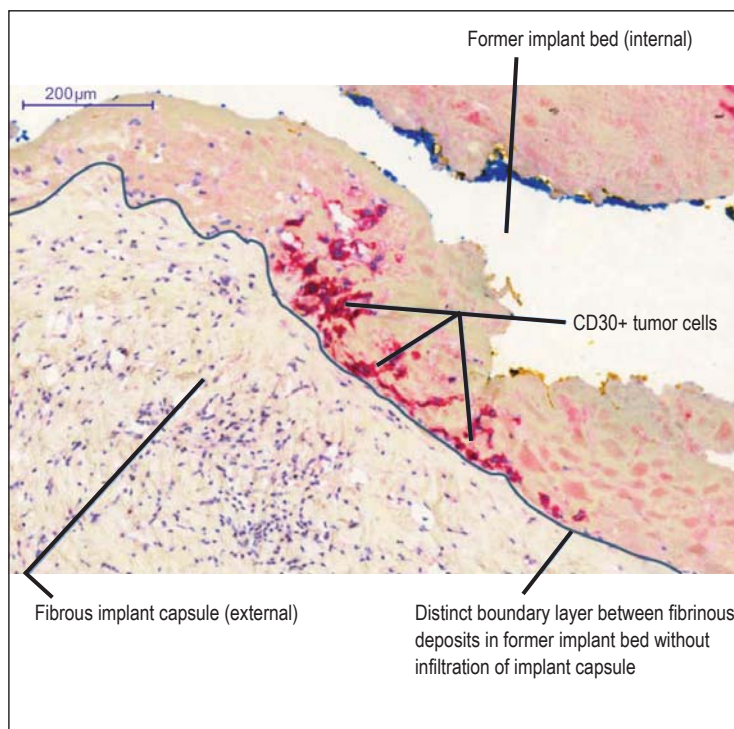 Former implant bed (internal)
200µm
CD30+ tumor cells
Fibrous implant capsule (external)
Distinct boundary layer between fibrinous
deposits in former implant bed without
infiltration of implant capsule